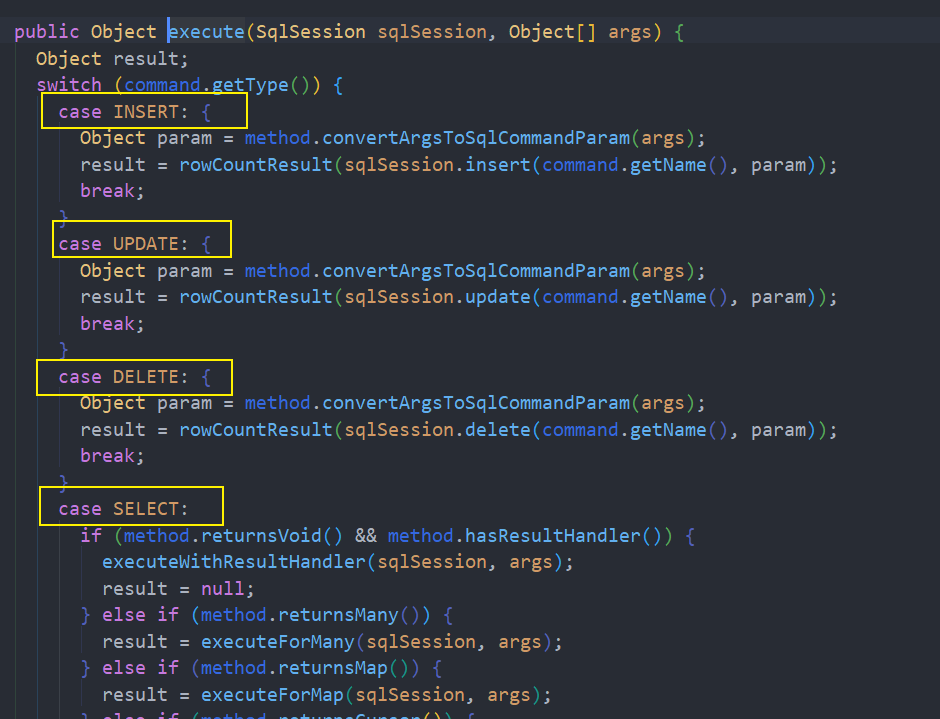 public Object execute(SqlSession sqlSession, Object[] args) {
Object result;
switch (command.getType()) {
case INSERT: {
Object param = method.convertArgsToSqlCommandParam(args);
result = rowCountResult(sqlSession.insert(command.getName(), param));
break;
}
case UPDATE: {
Object param = method.convertArgsToSqlCommandParam(args);
result = rowCountResult(sqlSession.update(command.getName(), param));
break;
}
case DELETE: {
Object param = method.convertArgsToSqlCommandParam(args);
result = rowCountResult(sqlSession.delete(command.getName(), param));
break;
}
case SELECT:
if (method.returnsVoid() && method.hasResultHandler()) {
executeWithResultHandler(sqlSession, args);
result = null;
} else if (method.returnsMany()) {
result = executeForMany(sqlSession, args);
} else if (method.returnsMap()) {
result = executeForMap(sqlSession, args);
} else if (method.returnsCursor()) {